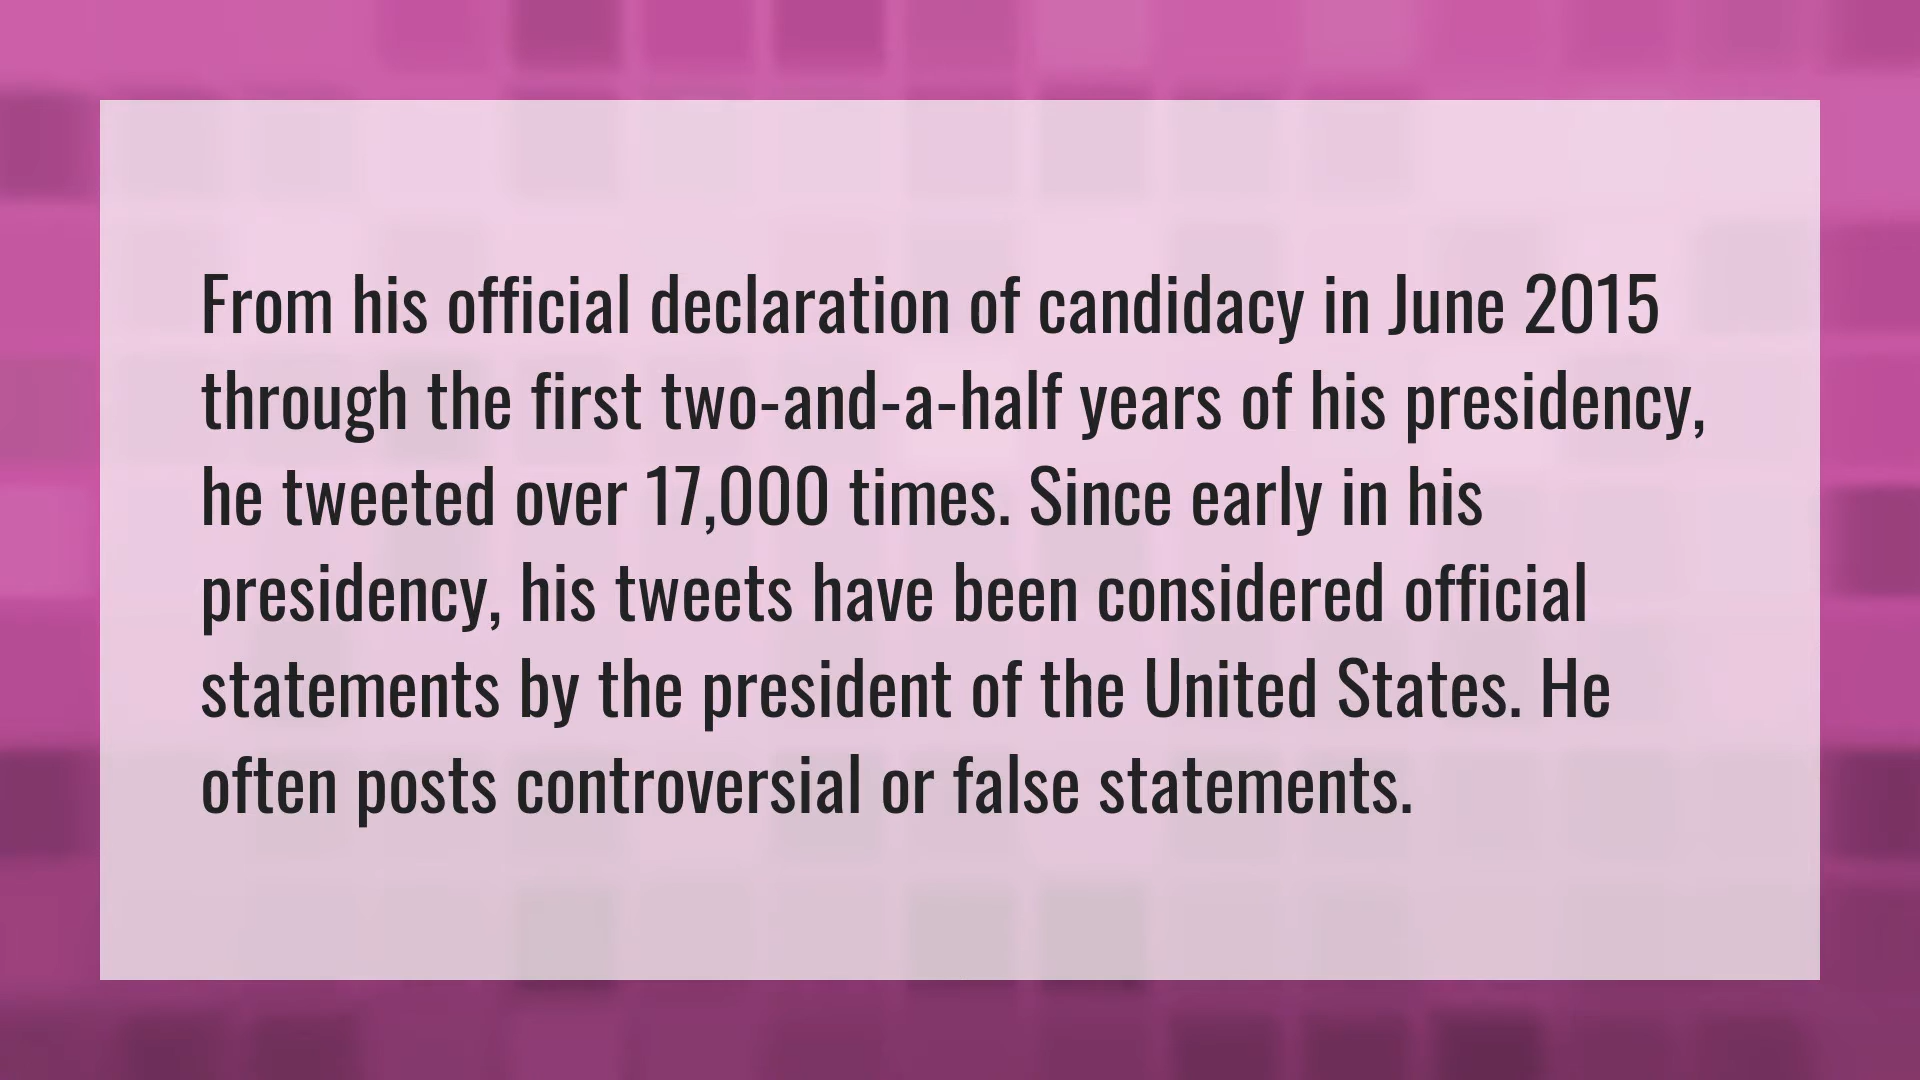 From his official declaration of candidacy in June 2015
through the first two-and-a-half years of his presidency,
he tweeted over 17,000 times. Since early in his
presidency, his tweets have been considered official
statements by the president of the United States. He
often posts controversial or false statements.